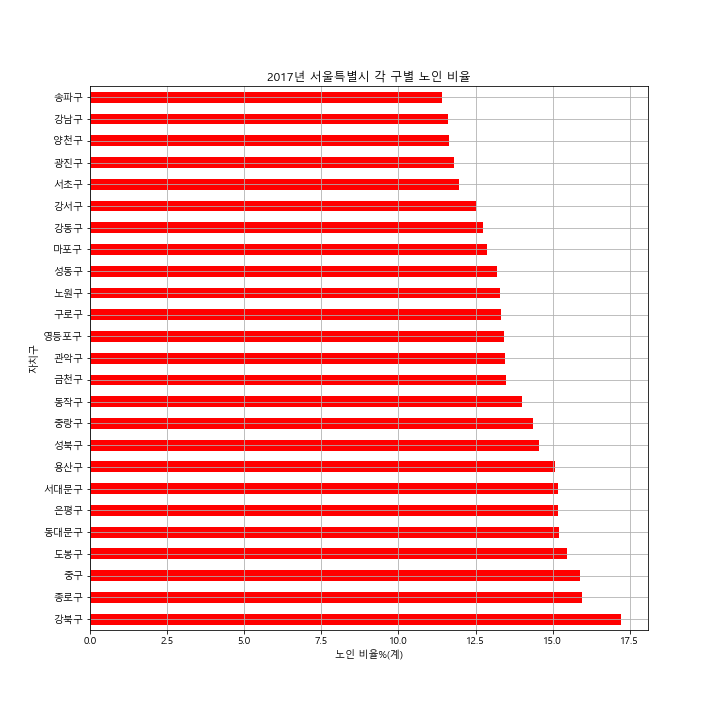 2017년 서울특별시 각 구별 노인 비율
송파구
강남구
양천구
광진구
서초구
강서구
강동구
마포구
성동구
노원구
구로구
영등포구
관악구
금천구
동작구
중랑구
성북구
용산구
서대문구
은평구
동대문구
도봉구
중구
종로구
강북구
자치구
0.0 2.5 5.0 7.5 10.0 12.5 15.0 17.5
노인 비율%(계)